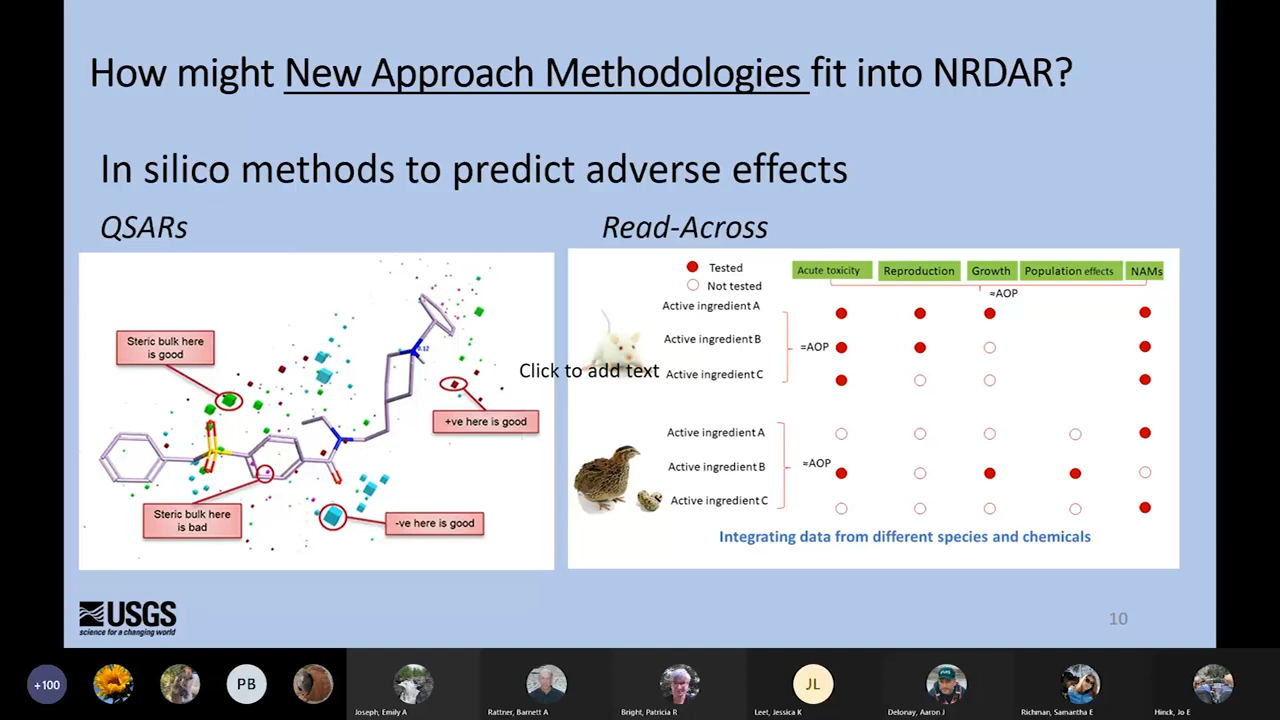 How might New Approach Methodologies fit into NRDAR?
In silico methods to predict adverse effects
QSARs
Read-Across
Steric bulk here
is good
0.12
+ve here is good
Steric bulk here
is bad
-ve here is good
Click to add text
Tested
Not tested
Acute toxicity
Reproduction
Growth
Population effects
NAMs
≈AOP
Active ingredient A
Active ingredient B
Active ingredient C
≈AOP
Active ingredient A
Active ingredient B
Active ingredient C
≈AOP
Integrating data from different species and chemicals
USGS
science for a changing world
10
+100
PB
JL
Joseph, Emily A
Rattner, Barnett A
Bright, Patricia R
Leet, Jessica K
Delonay, Aaron J
Richman, Samantha E
Hinck, Jo E